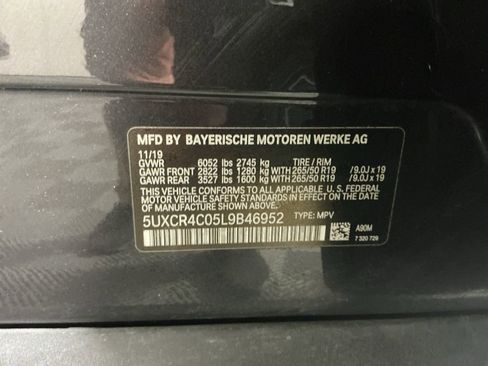 MFD BY BAYERISCHE MOTOREN WERKE AG
11/19
GVWR 6052 lbs 2745 kg TIRE / RIM
GAWR FRONT 2822 lbs 1280 kg WITH 265/50 R19 / 9.0J x 19
GAWR REAR 3527 lbs 1600 kg WITH 265/50 R19 / 9.0J x 19
THIS VEHICLE CONFORMS TO ALL APPLICABLE U.S. FEDERAL
MOTOR VEHICLE SAFETY STANDARDS IN EFFECT ON THE DATE
OF MANUFACTURE SHOWN ABOVE.
5UXCR4C05L9B46952 TYPE: MPV
A90M
7 320 729